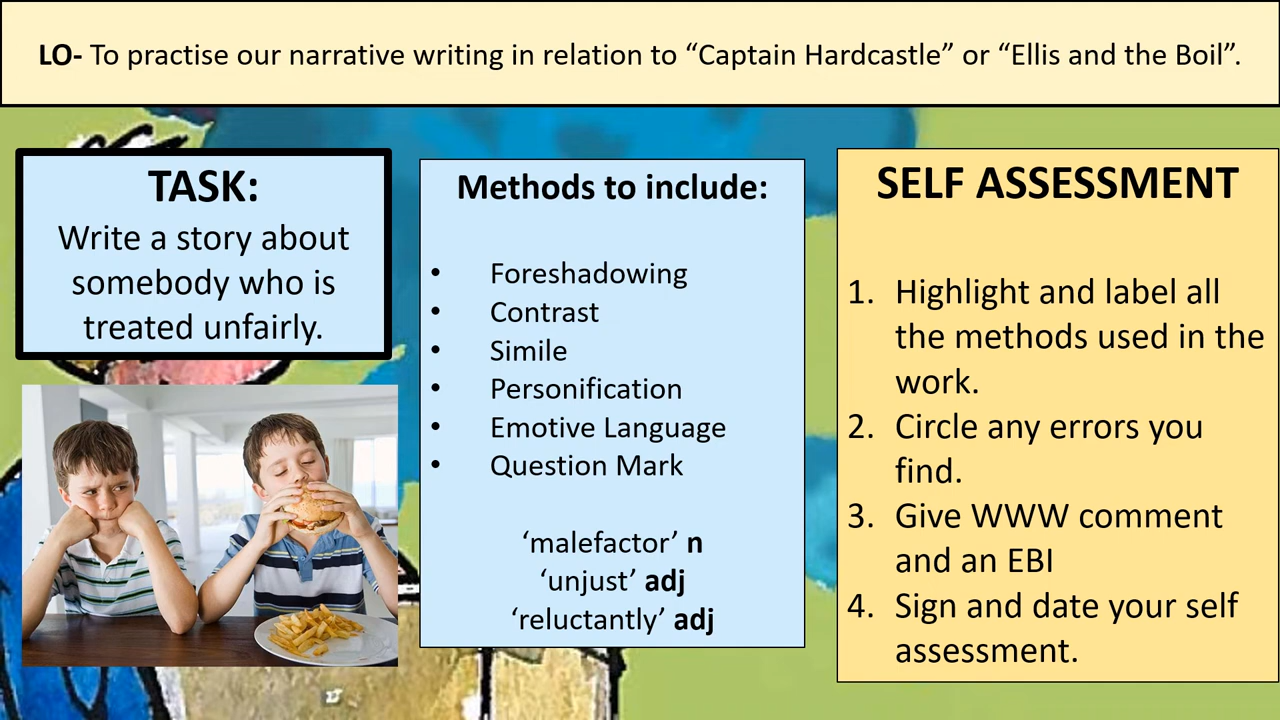 LO- To practise our narrative writing in relation to “Captain Hardcastle” or “Ellis and the Boil”.
TASK:
Write a story about
somebody who is
treated unfairly.
Methods to include:
• Foreshadowing
• Contrast
• Simile
• Personification
• Emotive Language
• Question Mark
‘malefactor’ n
‘unjust’ adj
‘reluctantly’ adj
SELF ASSESSMENT
1. Highlight and label all
the methods used in the
work.
2. Circle any errors you
find.
3. Give WWW comment
and an EBI
4. Sign and date your self
assessment.